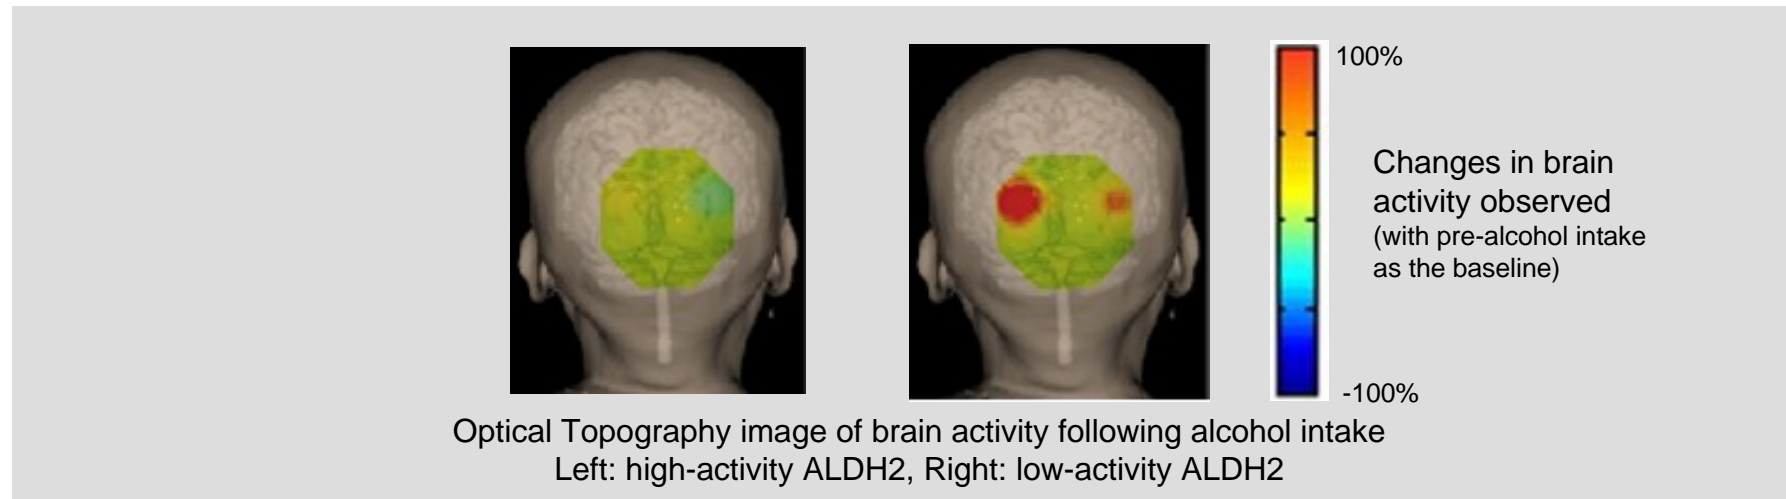 100%
Changes in brain
activity observed
(with pre-alcohol intake
as the baseline)
-100%
Optical Topography image of brain activity following alcohol intake
Left: high-activity ALDH2, Right: low-activity ALDH2